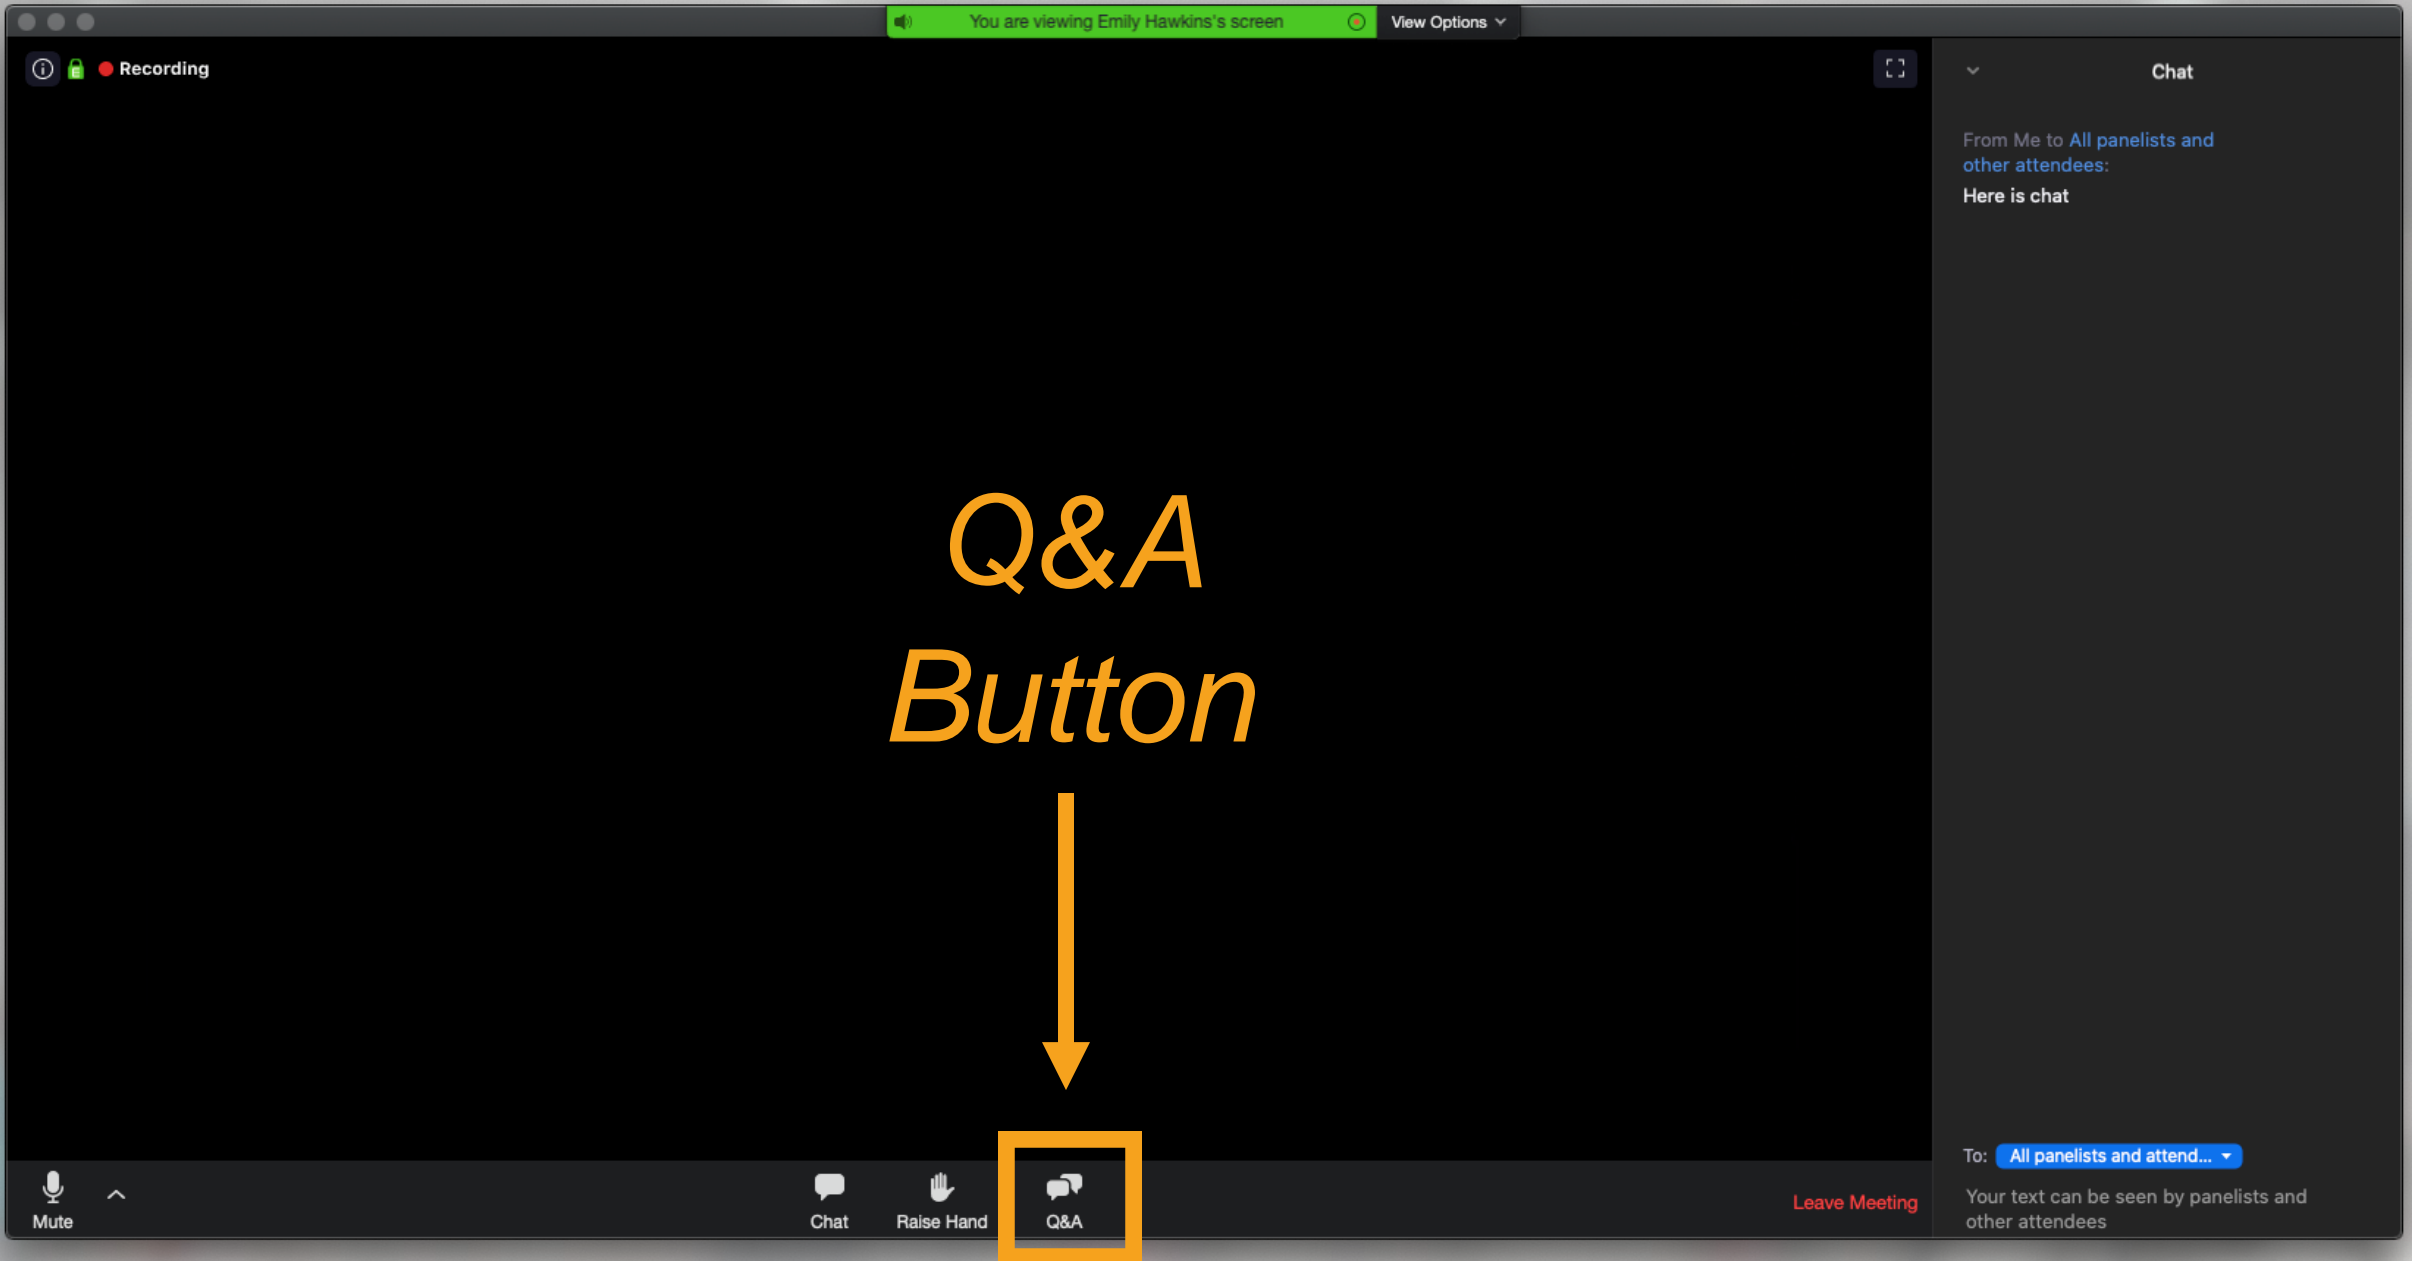 You are viewing Emily Hawkins's screen
View Options
Recording
Chat
From Me to All panelists and
other attendees:
Here is chat
Q&A
Button
To: All panelists and attend...
Your text can be seen by panelists and
other attendees
Mute
Chat
Raise Hand
Q&A
Leave Meeting